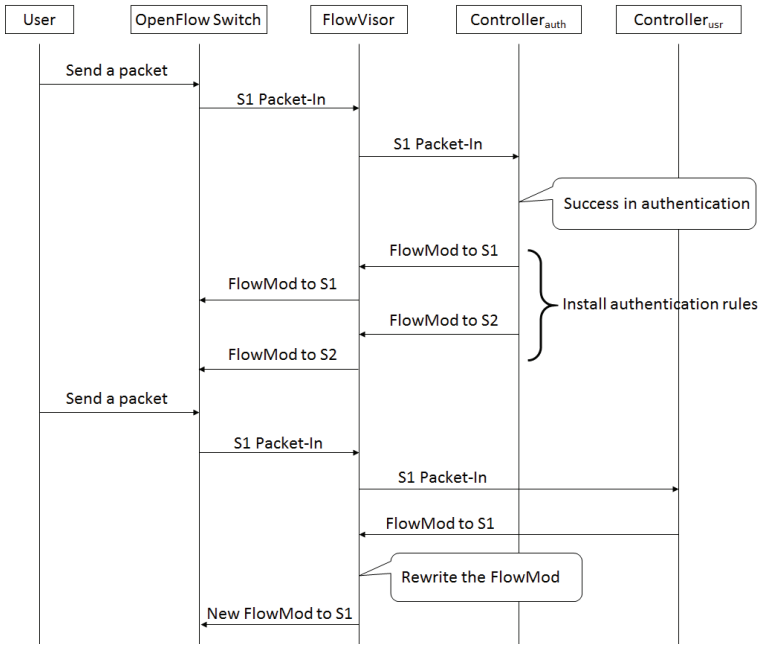 User
OpenFlow Switch
FlowVisor
Controllerauth
Controllerusr
Send a packet
S1 Packet-In
S1 Packet-In
Success in authentication
FlowMod to S1
FlowMod to S1
Install authentication rules
FlowMod to S2
FlowMod to S2
Send a packet
S1 Packet-In
S1 Packet-In
FlowMod to S1
Rewrite the FlowMod
New FlowMod to S1